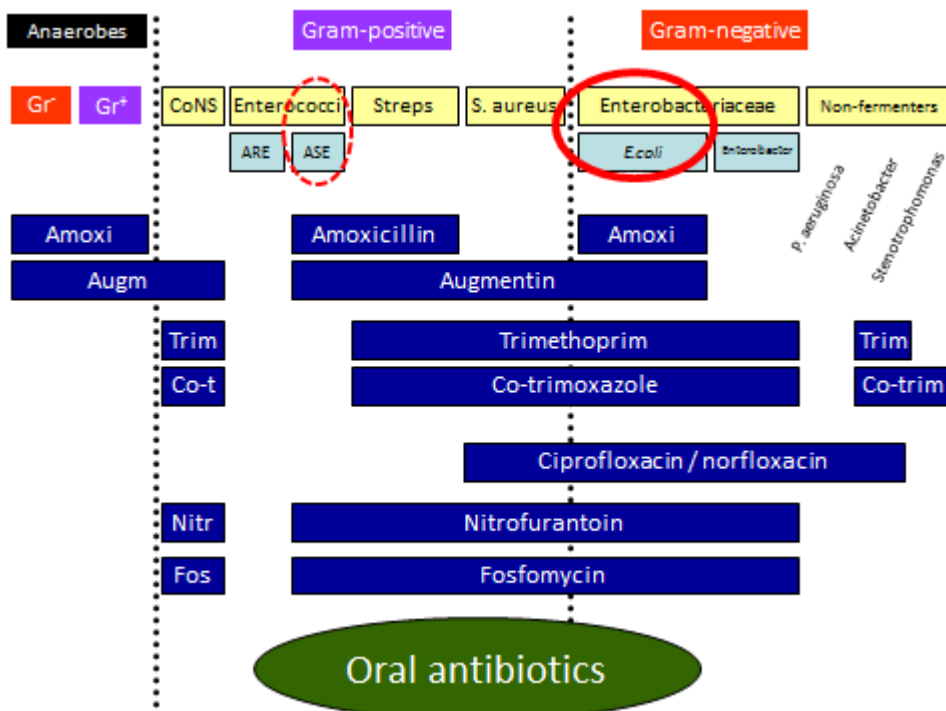 Anaerobes
Gram-positive
Gram-negative
Gr-
Gr+
CoNS
Enterococci
Streps
S. aureus
Enterobacteriaceae
Non-fermenters
ARE
ASE
E.coli
Enterobacter
P. aeruginosa
Acinetobacter
Stenotrophomonas
Amoxi
Amoxicillin
Amoxi
Augm
Augmentin
Trim
Trimethoprim
Trim
Co-t
Co-trimoxazole
Co-trim
Ciprofloxacin / norfloxacin
Nitr
Nitrofurantoin
Fos
Fosfomycin
Oral antibiotics